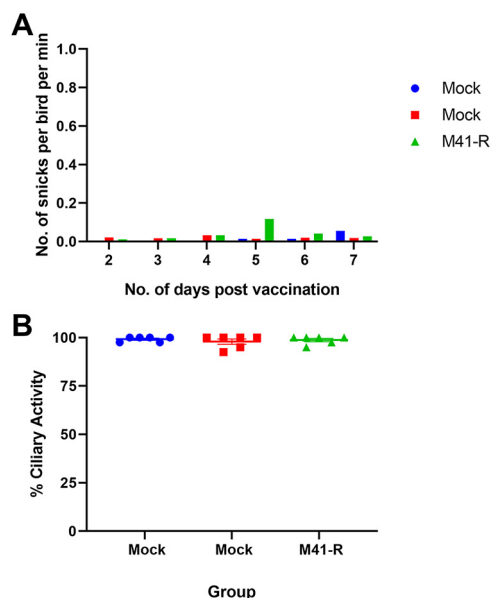 A
No. of snicks per bird per min
1.0
0.8
0.6
0.4
0.2
0.0
2 3 4 5 6 7
No. of days post vaccination
Mock
Mock
M41-R
B
% Ciliary Activity
100
75
50
25
0
Mock Mock M41-R
Group